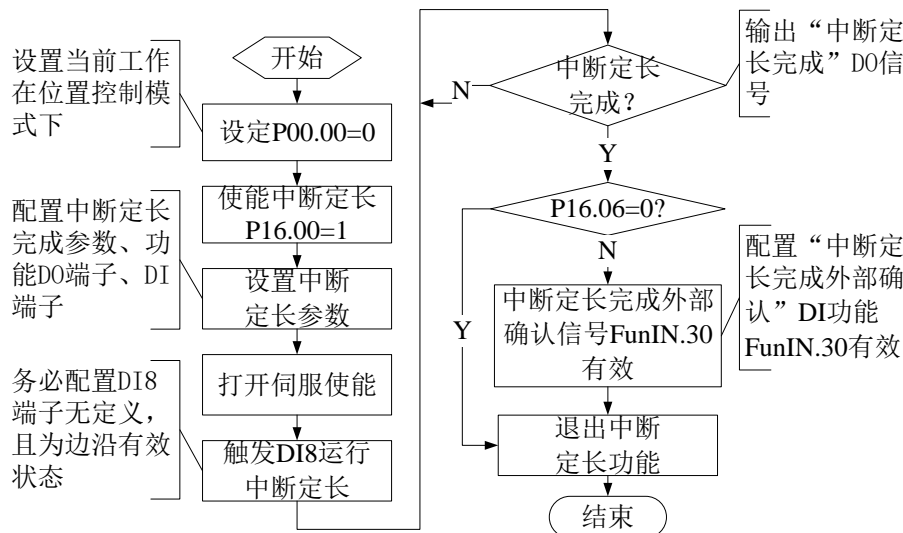 设置当前工作
在位置控制模
式下
开始
设定P00.00=0
配置中断定长
完成参数、功
能DO端子、DI
端子
使能中断定长
P16.00=1
设置中断
定长参数
打开伺服使能
务必配置DI8
端子无定义,
且为边沿有效
状态
触发DI8运行
中断定长
中断定长
完成?
N
Y
输出“中断定
长完成”DO信
号
P16.06=0?
N
Y
中断定长完成外部
确认信号FunIN.30
有效
配置“中断定
长完成外部确
认”DI功能
FunIN.30有效
退出中断
定长功能
结束